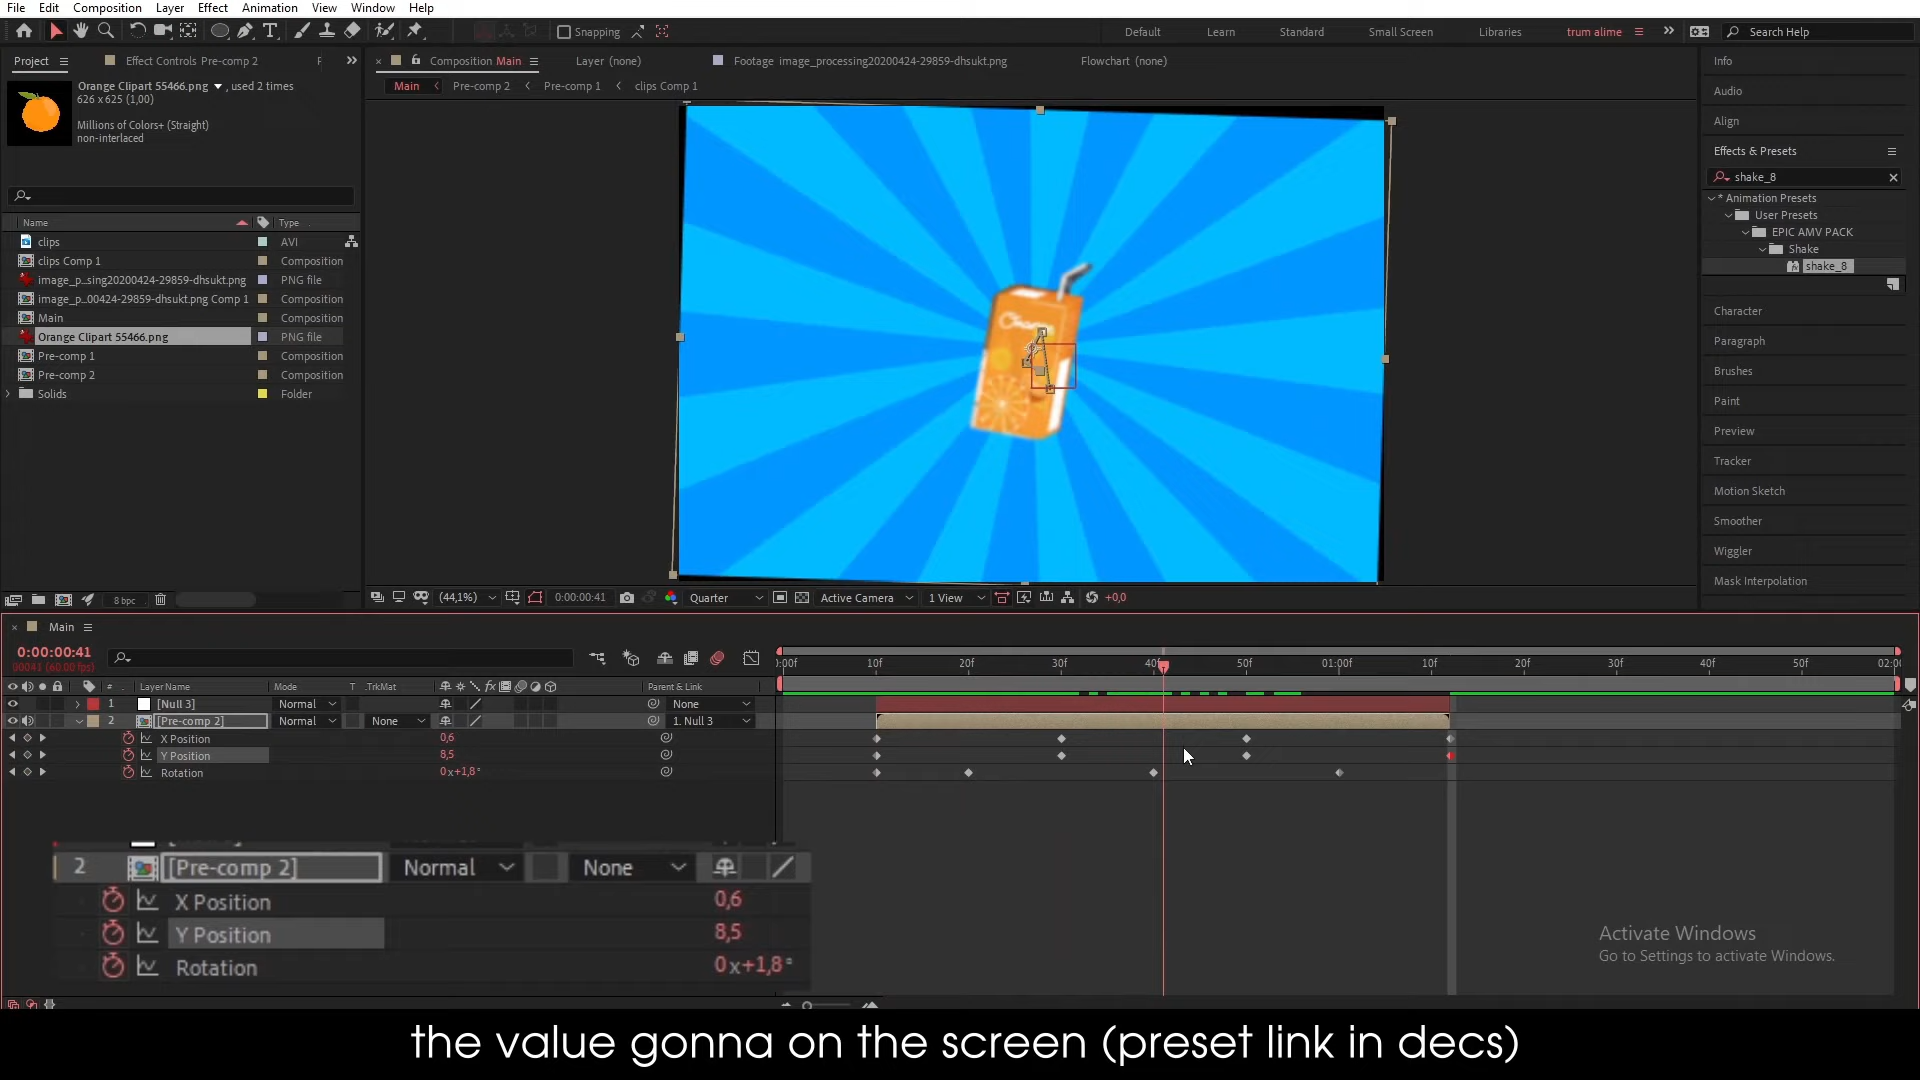 File Edit Composition Layer Effect Animation View Window Help
Snapping Default Learn Standard Small Screen Libraries trum alime Search Help
Project Effect Controls Pre-comp 2 F
Composition Main Layer (none) Footage image_processing20200424-29859-dhsukt.png Flowchart (none)
Main Pre-comp 2 Pre-comp 1 clips Comp 1
Orange Clipart 55466.png , used 2 times
626 x 625 (1,00)
Millions of Colors+ (Straight)
non-interlaced
Name Type
clips AVI
clips Comp 1 Composition
image_p...sing20200424-29859-dhsukt.png PNG file
image_p...00424-29859-dhsukt.png Comp 1 Composition
Main Composition
Orange Clipart 55466.png PNG file
Pre-comp 1 Composition
Pre-comp 2 Composition
Solids Folder
8 bpc
(44,1%) 0:00:00:41 Quarter Active Camera 1 View +0,0
Info
Audio
Align
Effects & Presets
shake_8
* Animation Presets
User Presets
EPIC AMV PACK
Shake
shake_8
Character
Paragraph
Brushes
Paint
Preview
Tracker
Motion Sketch
Smoother
Wiggler
Mask Interpolation
Main
0:00:00:41
00041 (60.00 fps)
:00f 10f 20f 30f 40f 50f 01:00f 10f 20f 30f 40f 50f 02:00
# Layer Name Mode T .TrkMat fx Parent & Link
1 [Null 3] Normal None
2 [Pre-comp 2] Normal None 1. Null 3
X Position 0,6
Y Position 8,5
Rotation 0x+1,8°
2 [Pre-comp 2] Normal None
X Position 0,6
Y Position 8,5
Rotation 0x+1,8°
Activate Windows
Go to Settings to activate Windows.
the value gonna on the screen (preset link in decs)